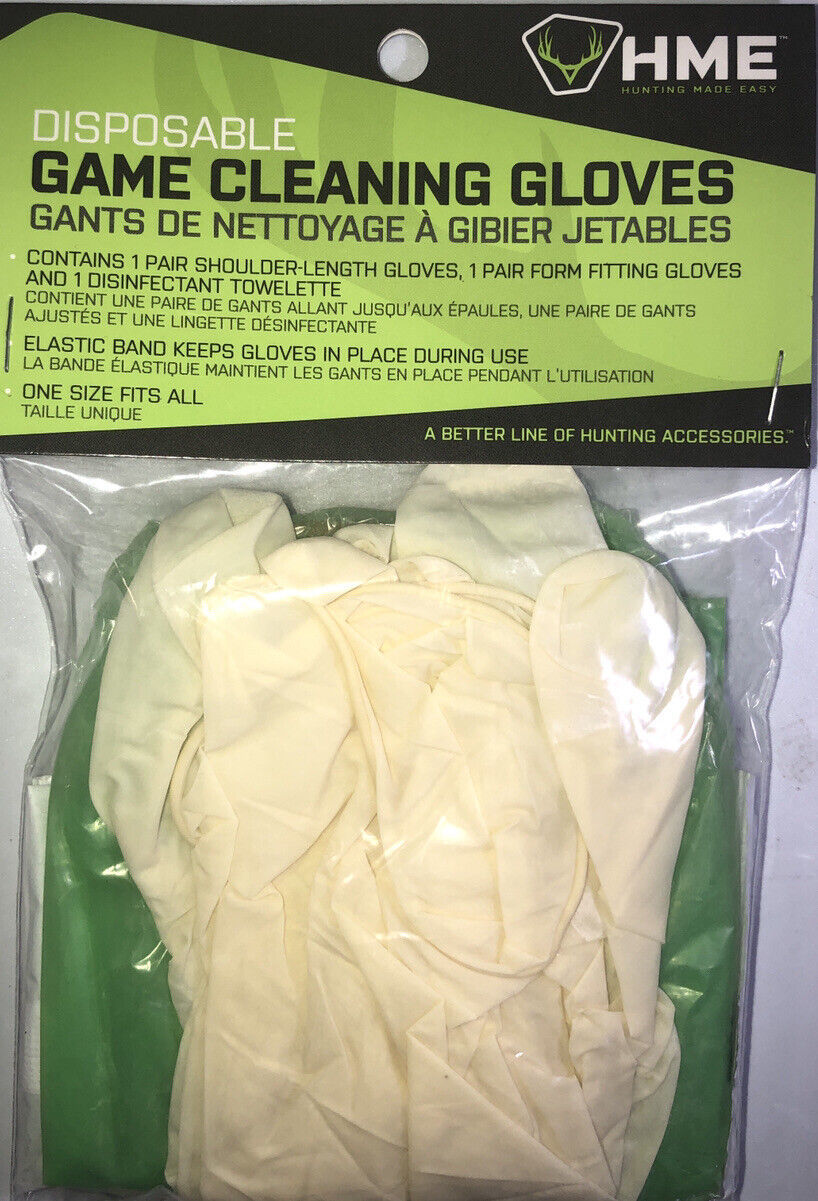 HME™
HUNTING MADE EASY
DISPOSABLE
GAME CLEANING GLOVES
GANTS DE NETTOYAGE À GIBIER JETABLES
• CONTAINS 1 PAIR SHOULDER-LENGTH GLOVES, 1 PAIR FORM FITTING GLOVES
AND 1 DISINFECTANT TOWELETTE
CONTIENT UNE PAIRE DE GANTS ALLANT JUSQU'AUX ÉPAULES, UNE PAIRE DE GANTS
AJUSTÉS ET UNE LINGETTE DÉSINFECTANTE
ELASTIC BAND KEEPS GLOVES IN PLACE DURING USE
LA BANDE ÉLASTIQUE MAINTIENT LES GANTS EN PLACE PENDANT L'UTILISATION
• ONE SIZE FITS ALL
TAILLE UNIQUE
A BETTER LINE OF HUNTING ACCESSORIES.™